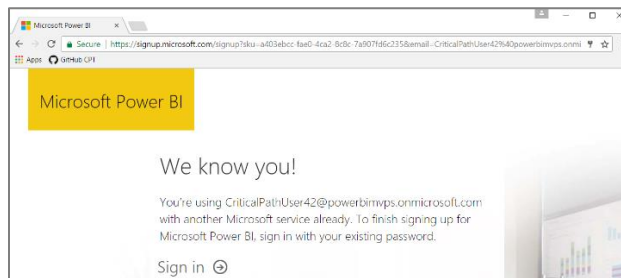 Microsoft Power BI
Secure | https://signup.microsoft.com/signup?sku=a403ebcc-fae0-4ca2-8c8c-7a907fd6c235&email=CriticalPathUser42%40powerbimvps.onmi
Apps GitHub CPT
Microsoft Power BI
We know you!
You're using CriticalPathUser42@powerbimvps.onmicrosoft.com
with another Microsoft service already. To finish signing up for
Microsoft Power BI, sign in with your existing password.
Sign in